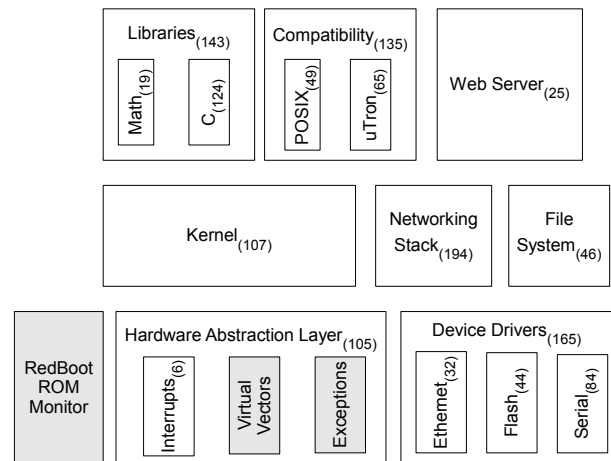 Libraries(143)
Math(19)
C(124)
Compatibility(135)
POSIX(49)
uTron(65)
Web Server(25)
Kernel(107)
Networking
Stack(194)
File
System(46)
RedBoot
ROM
Monitor
Hardware Abstraction Layer(105)
Interrupts(6)
Virtual
Vectors
Exceptions
Device Drivers(165)
Ethernet(32)
Flash(44)
Serial(84)